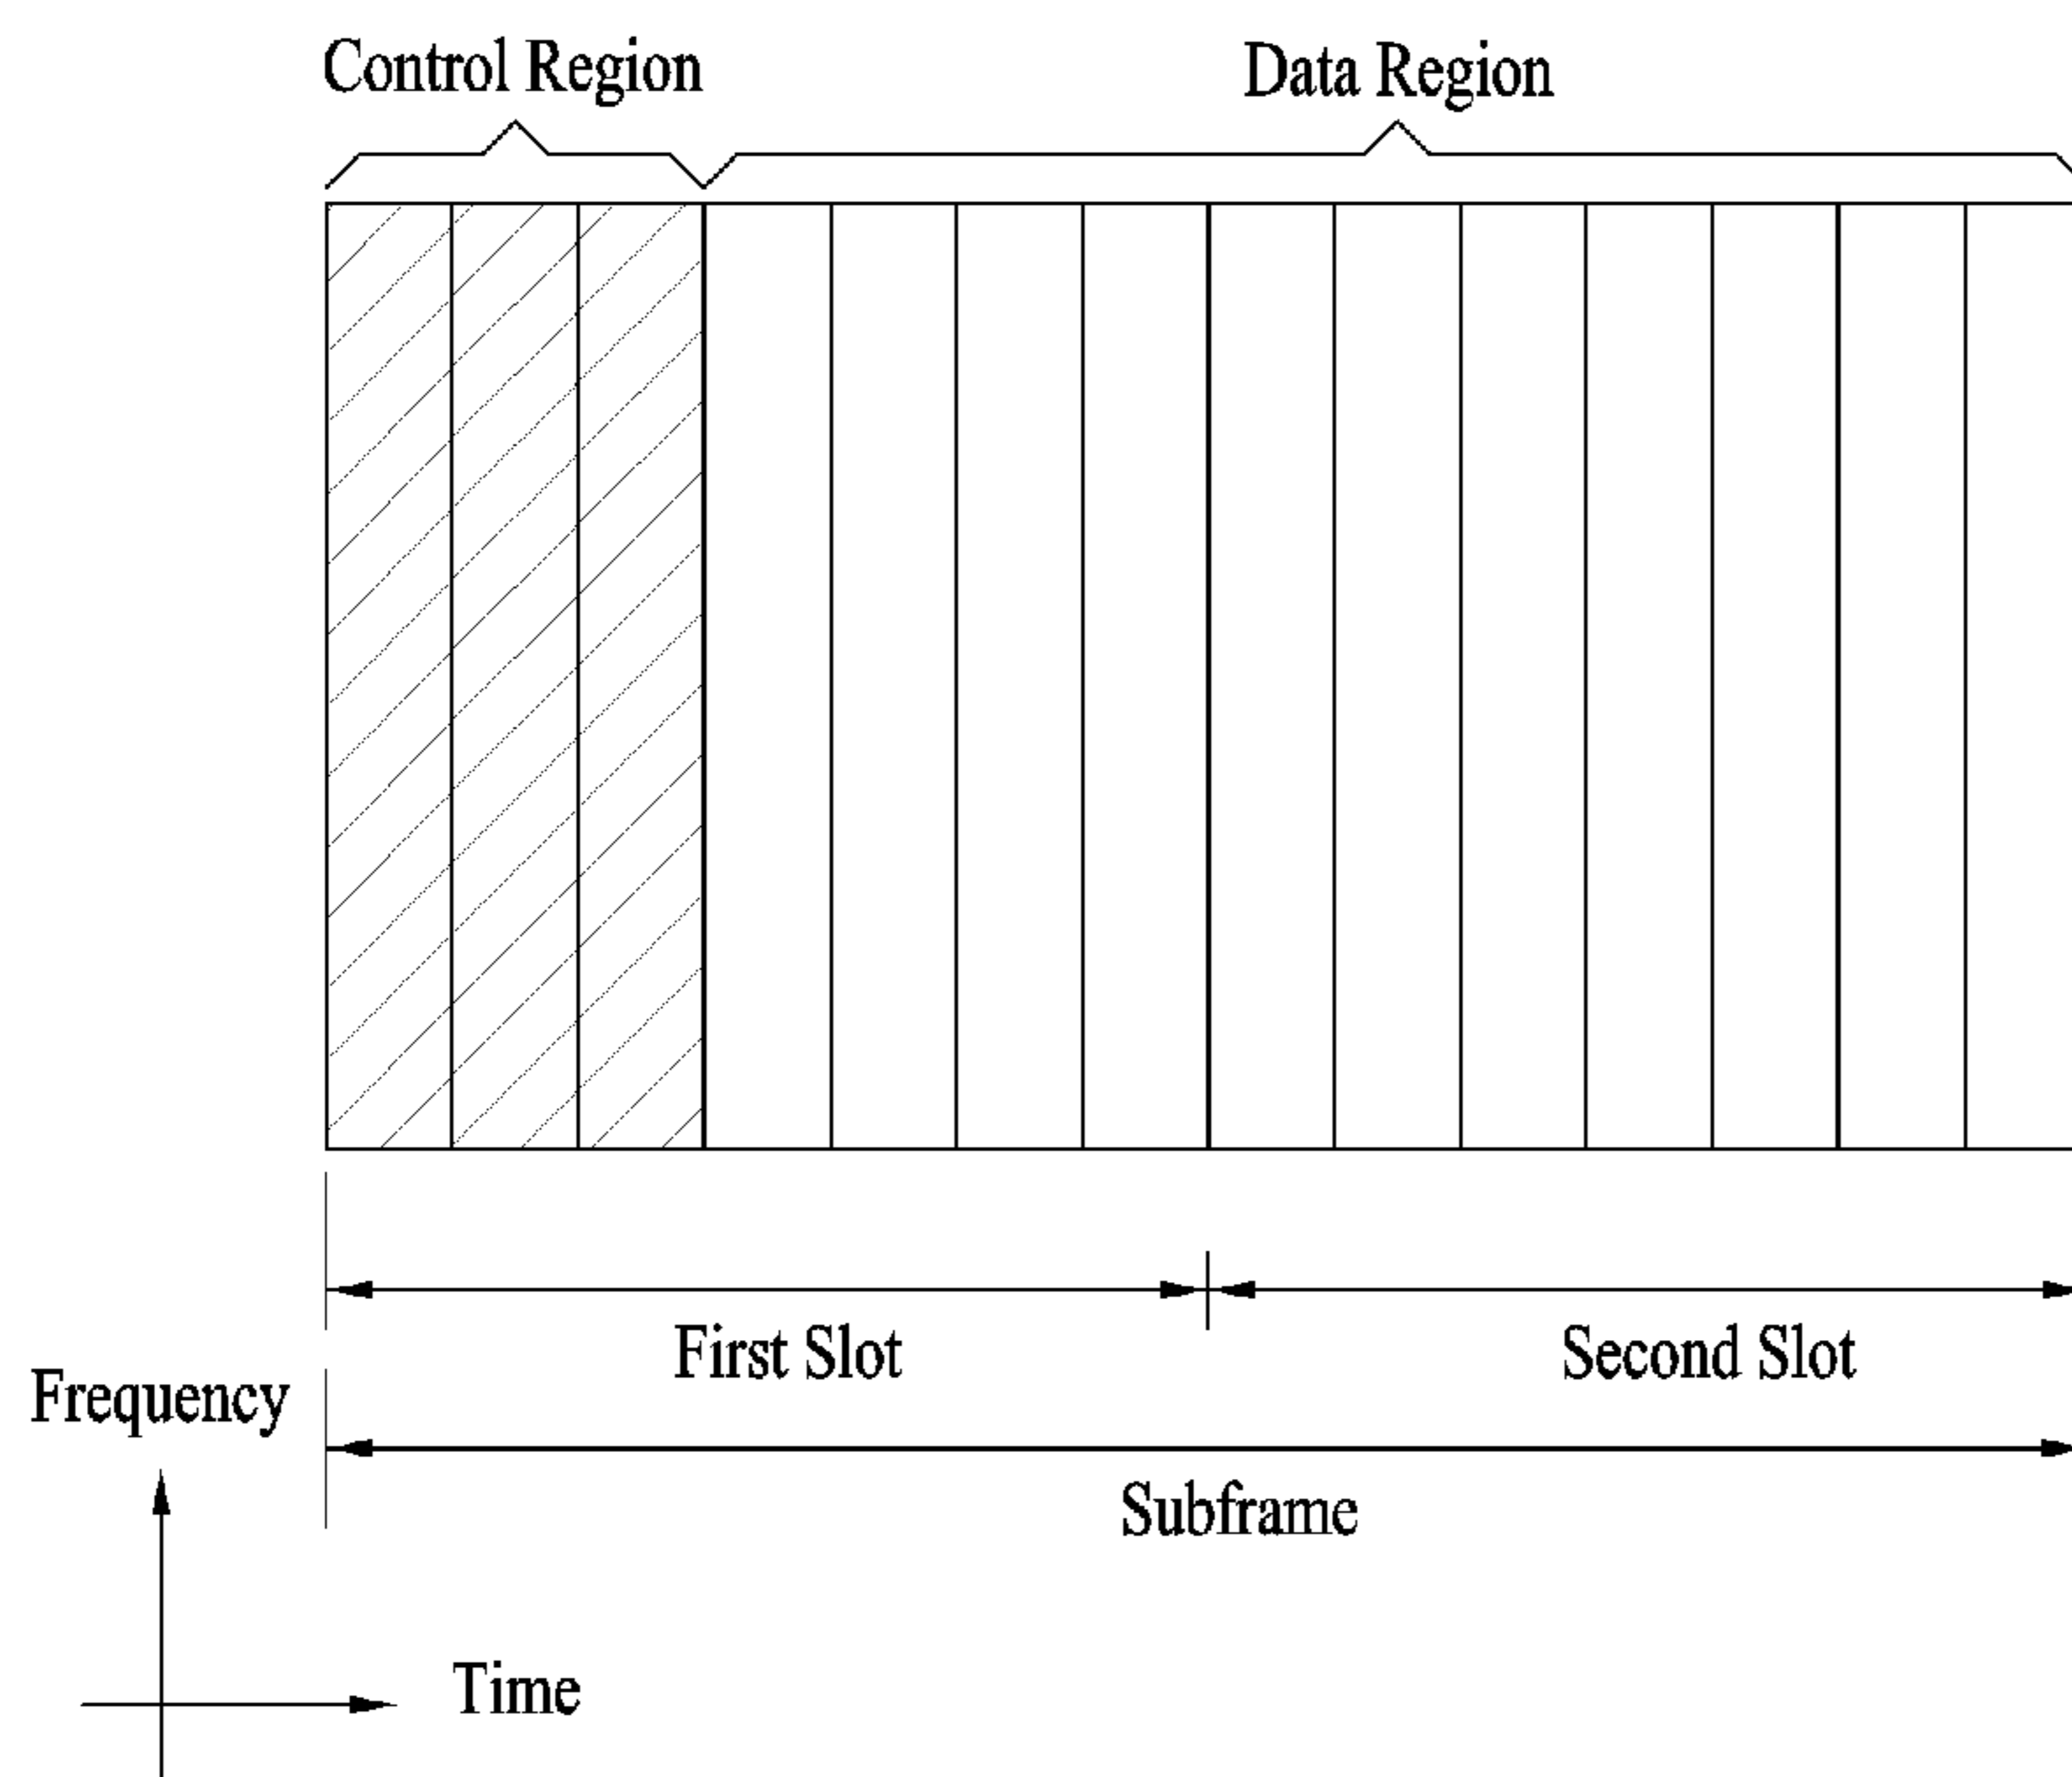 Control Region
Data Region
First Slot
Second Slot
Frequency
Subframe
Time